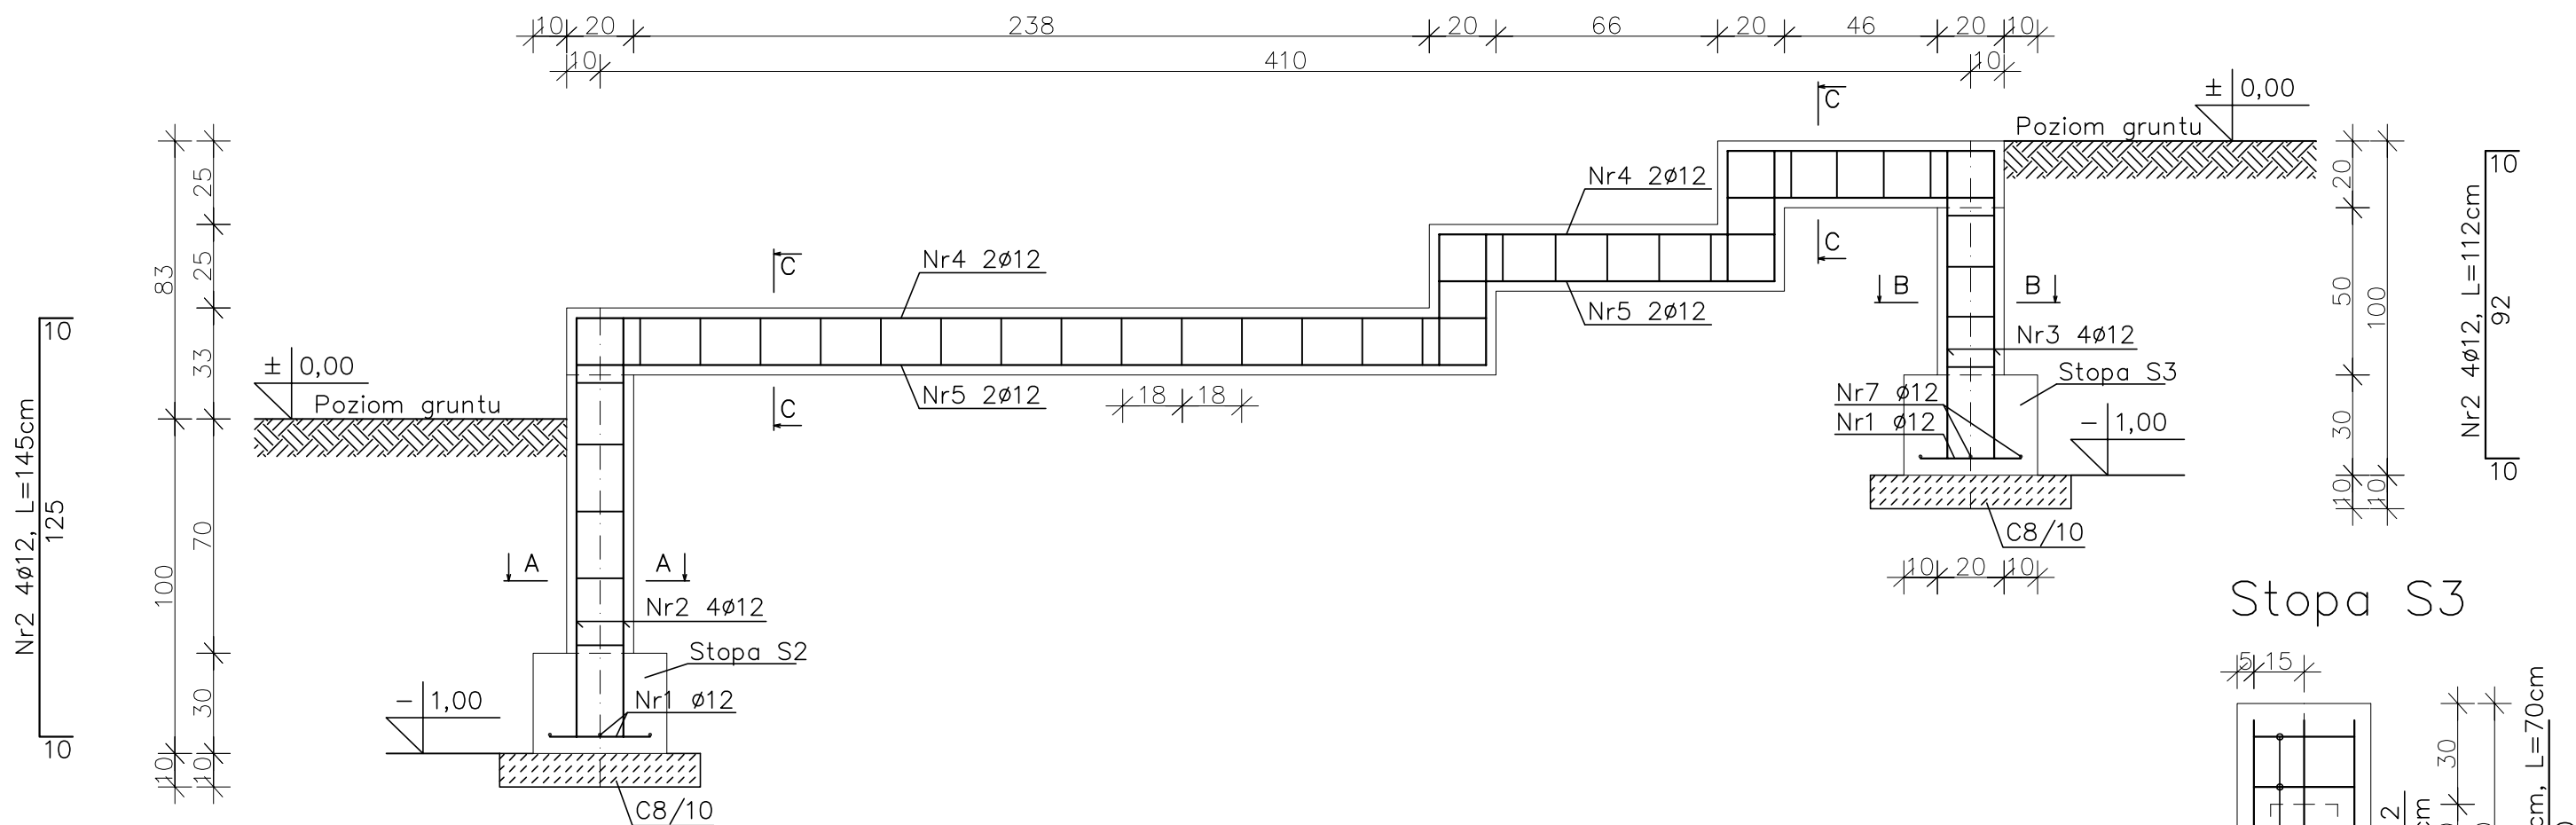 10 20 238 20 66 20 46 20 10
10 410 10
C
± 0,00
± 0,00
Poziom gruntu
Poziom gruntu
83
100
10
25
25
33
70
30
10
10
Nr2 4ø12, L=145cm
125
10
C
C
Nr4 2ø12
Nr5 2ø12
18 18
Nr4 2ø12
Nr5 2ø12
C
B B
Nr3 4ø12
Stopa S3
Nr7 ø12
Nr1 ø12
- 1,00
C8/10
10 20 10
20
50
30
10
100
10
10
Nr2 4ø12, L=112cm
92
10
A A
Nr2 4ø12
Stopa S2
Nr1 ø12
- 1,00
C8/10
Stopa S3
5 15
30
cm, L=70cm
2
cm